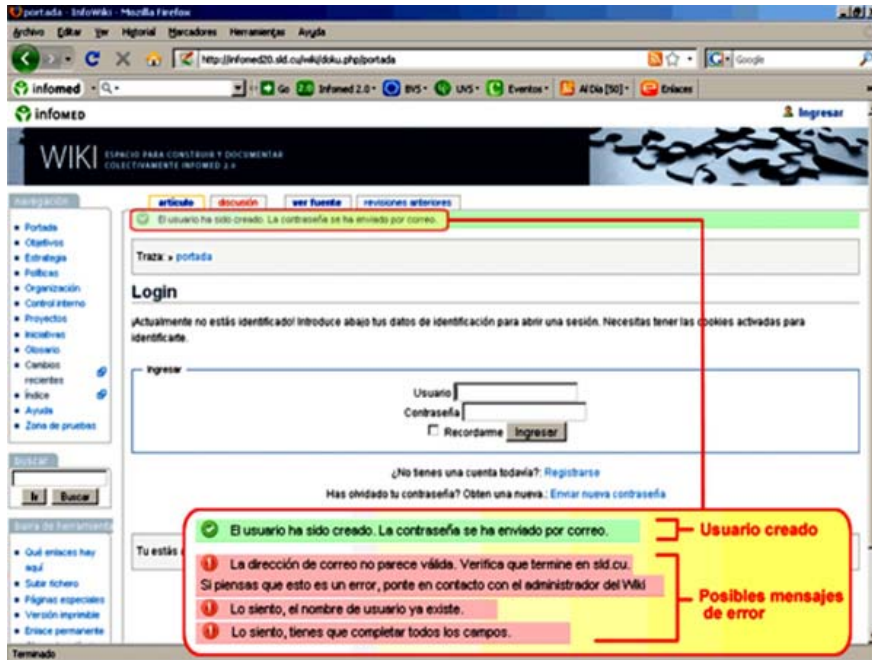 portada - InfoWiki - Mozilla Firefox
Archivo Editar Ver Historial Marcadores Herramientas Ayuda
http://infomed20.sld.cu/wiki/doku.php/portada
Google
infomed
Go 2.0 Infomed 2.0 BVS UVS Eventos Al Día [50] Enlaces
infoMED
Ingresar
WIKI ESPACIO PARA CONSTRUIR Y DOCUMENTAR
COLECTIVAMENTE INFOMED 2.0
navegación
artículo discusión ver fuente revisiones anteriores
El usuario ha sido creado. La contraseña se ha enviado por correo.
Portada
Objetivos
Estrategia
Políticas
Organización
Control interno
Proyectos
Iniciativas
Glosario
Cambios
recientes
Índice
Ayuda
Zona de pruebas
Traza: » portada
Login
¡Actualmente no estás identificado! Introduce abajo tus datos de identificación para abrir una sesión. Necesitas tener las cookies activadas para
identificarte.
Ingresar
Usuario
Contraseña
Recordarme Ingresar
¿No tienes una cuenta todavía?: Registrarse
Has olvidado tu contraseña? Obten una nueva.: Enviar nueva contraseña
buscar
Ir Buscar
barra de herramienta
Qué enlaces hay
aquí
Subir fichero
Páginas especiales
Versión imprimible
Enlace permanente
Tu estás
El usuario ha sido creado. La contraseña se ha enviado por correo.
Usuario creado
La dirección de correo no parece válida. Verifica que termine en sld.cu.
Si piensas que esto es un error, ponte en contacto con el administrador del Wiki
Lo siento, el nombre de usuario ya existe.
Lo siento, tienes que completar todos los campos.
Posibles mensajes
de error
Terminado